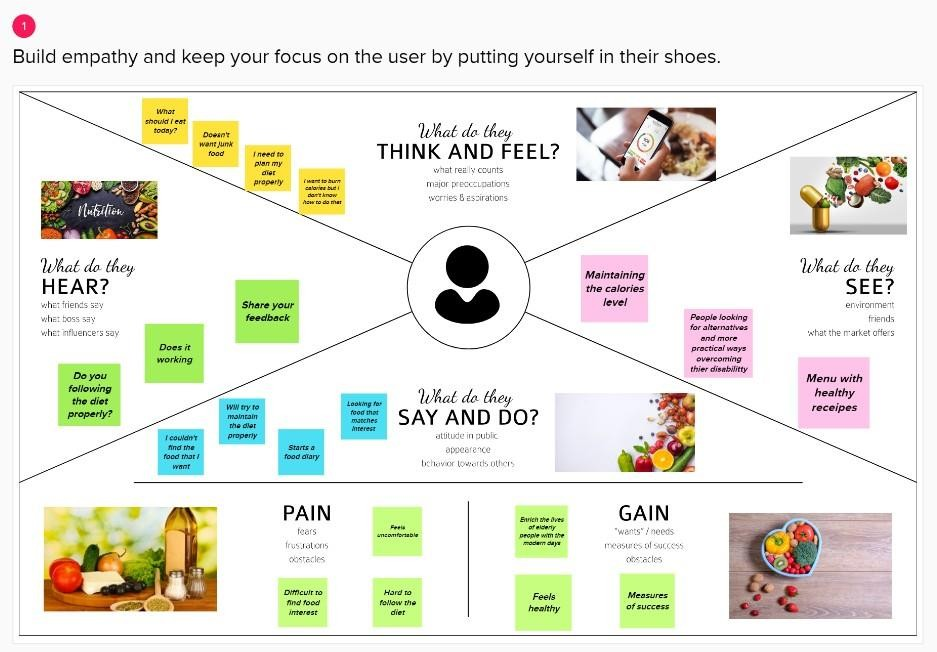 1
Build empathy and keep your focus on the user by putting yourself in their shoes.
What
should I eat
today?
Doesn't
want junk
food
I need to
plan my
diet
properly
I want to burn
calories but I
don't know
how to do that
What do they
THINK AND FEEL?
what really counts
major preoccupations
worries & aspirations
Nutrition
What do they
HEAR?
what friends say
what boss say
what influencers say
Share your
feedback
Does it
working
Do you
following
the diet
properly?
What do they
SEE?
environment
friends
what the market offers
Maintaining
the calories
level
People looking
for alternatives
and more
practical ways
overcoming
thier disabilitty
Menu with
healthy
receipes
What do they
SAY AND DO?
attitude in public
appearance
behavior towards others
Looking for
food that
matches
interest
Will try to
maintain
the diet
properly
I couldn't
find the
food that I
want
Starts a
food diary
PAIN
fears
frustrations
obstacles
Feels
uncomfortable
Difficult to
find food
interest
Hard to
follow the
diet
GAIN
"wants" / needs
measures of success
obstacles
Enrich the lives
of elderly
people with the
modern days
Feels
healthy
Measures
of success